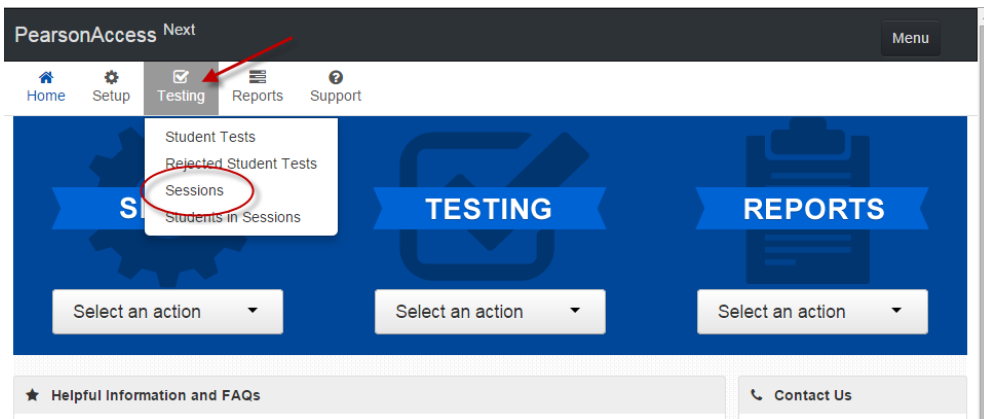 PearsonAccess Next
Menu
Home Setup Testing Reports Support
Student Tests
Rejected Student Tests
Sessions
Students in Sessions
S
TESTING
REPORTS
Select an action
Select an action
Select an action
Helpful Information and FAQs
Contact Us